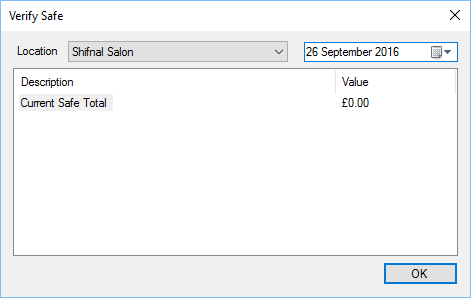 Verify Safe
Location Shifnal Salon 26 September 2016
Description Value
Current Safe Total £0.00
OK